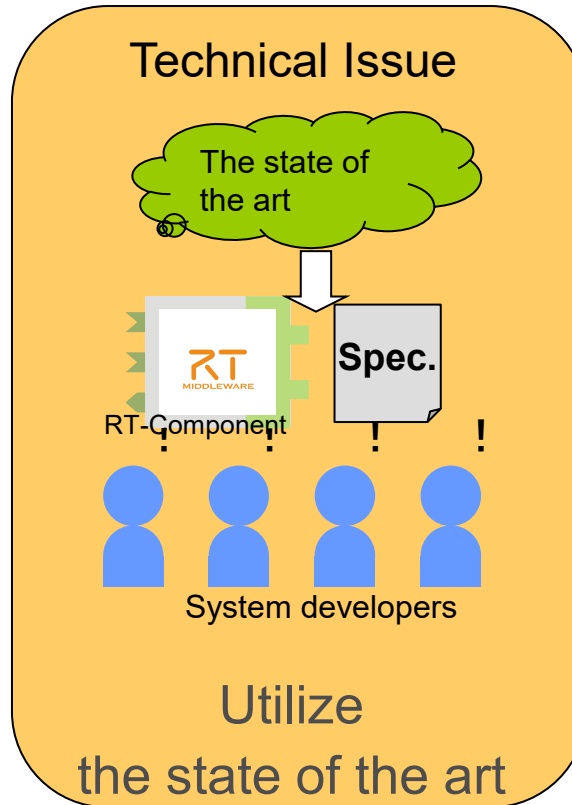 Technical Issue
The state of
the art
RT
MIDDLEWARE
Spec.
RT-Component
! ! ! !
System developers
Utilize
the state of the art